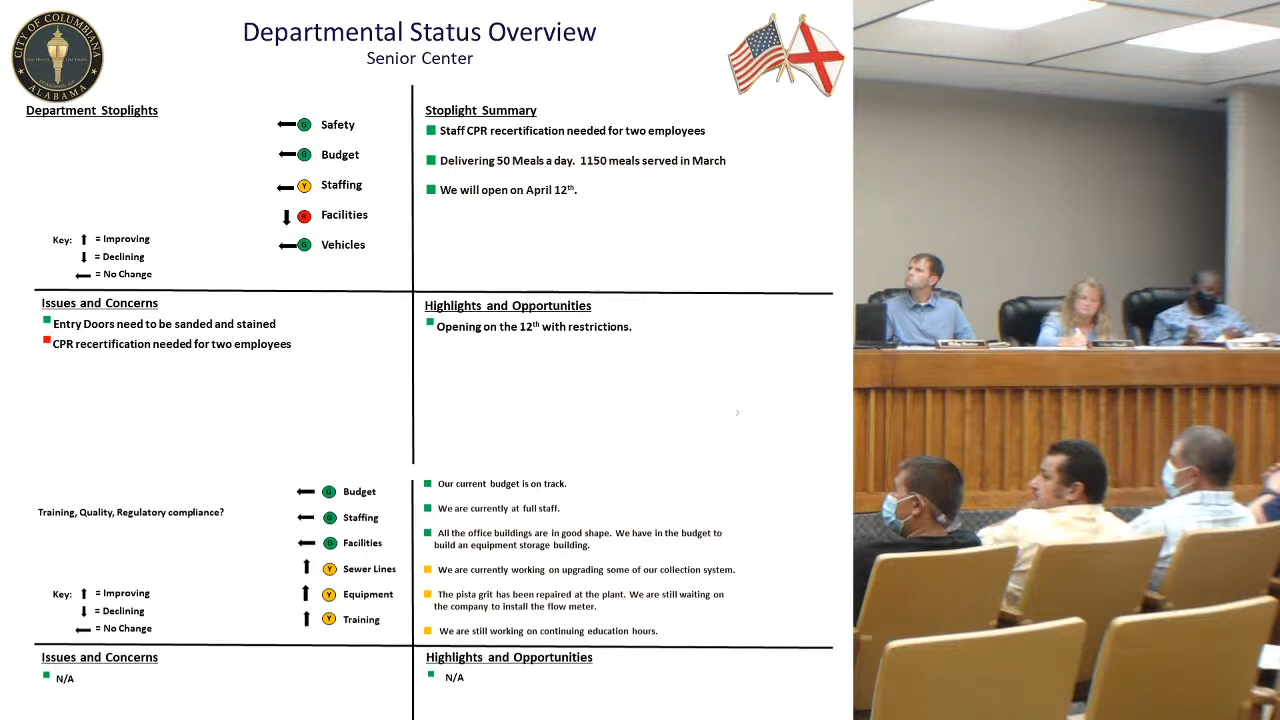 CITY OF COLUMBIANA
ALABAMA
Departmental Status Overview
Senior Center
Department Stoplights
G Safety
G Budget
Y Staffing
R Facilities
G Vehicles
Key: = Improving
= Declining
= No Change
Stoplight Summary
Staff CPR recertification needed for two employees
Delivering 50 Meals a day. 1150 meals served in March
We will open on April 12th.
Issues and Concerns
Entry Doors need to be sanded and stained
CPR recertification needed for two employees
Highlights and Opportunities
Opening on the 12th with restrictions.
7
Training, Quality, Regulatory compliance?
G Budget
G Staffing
G Facilities
Y Sewer Lines
Y Equipment
Y Training
Key: = Improving
= Declining
= No Change
Our current budget is on track.
We are currently at full staff.
All the office buildings are in good shape. We have in the budget to
build an equipment storage building.
We are currently working on upgrading some of our collection system.
The pista grit has been repaired at the plant. We are still waiting on
the company to install the flow meter.
We are still working on continuing education hours.
Issues and Concerns
N/A
Highlights and Opportunities
N/A